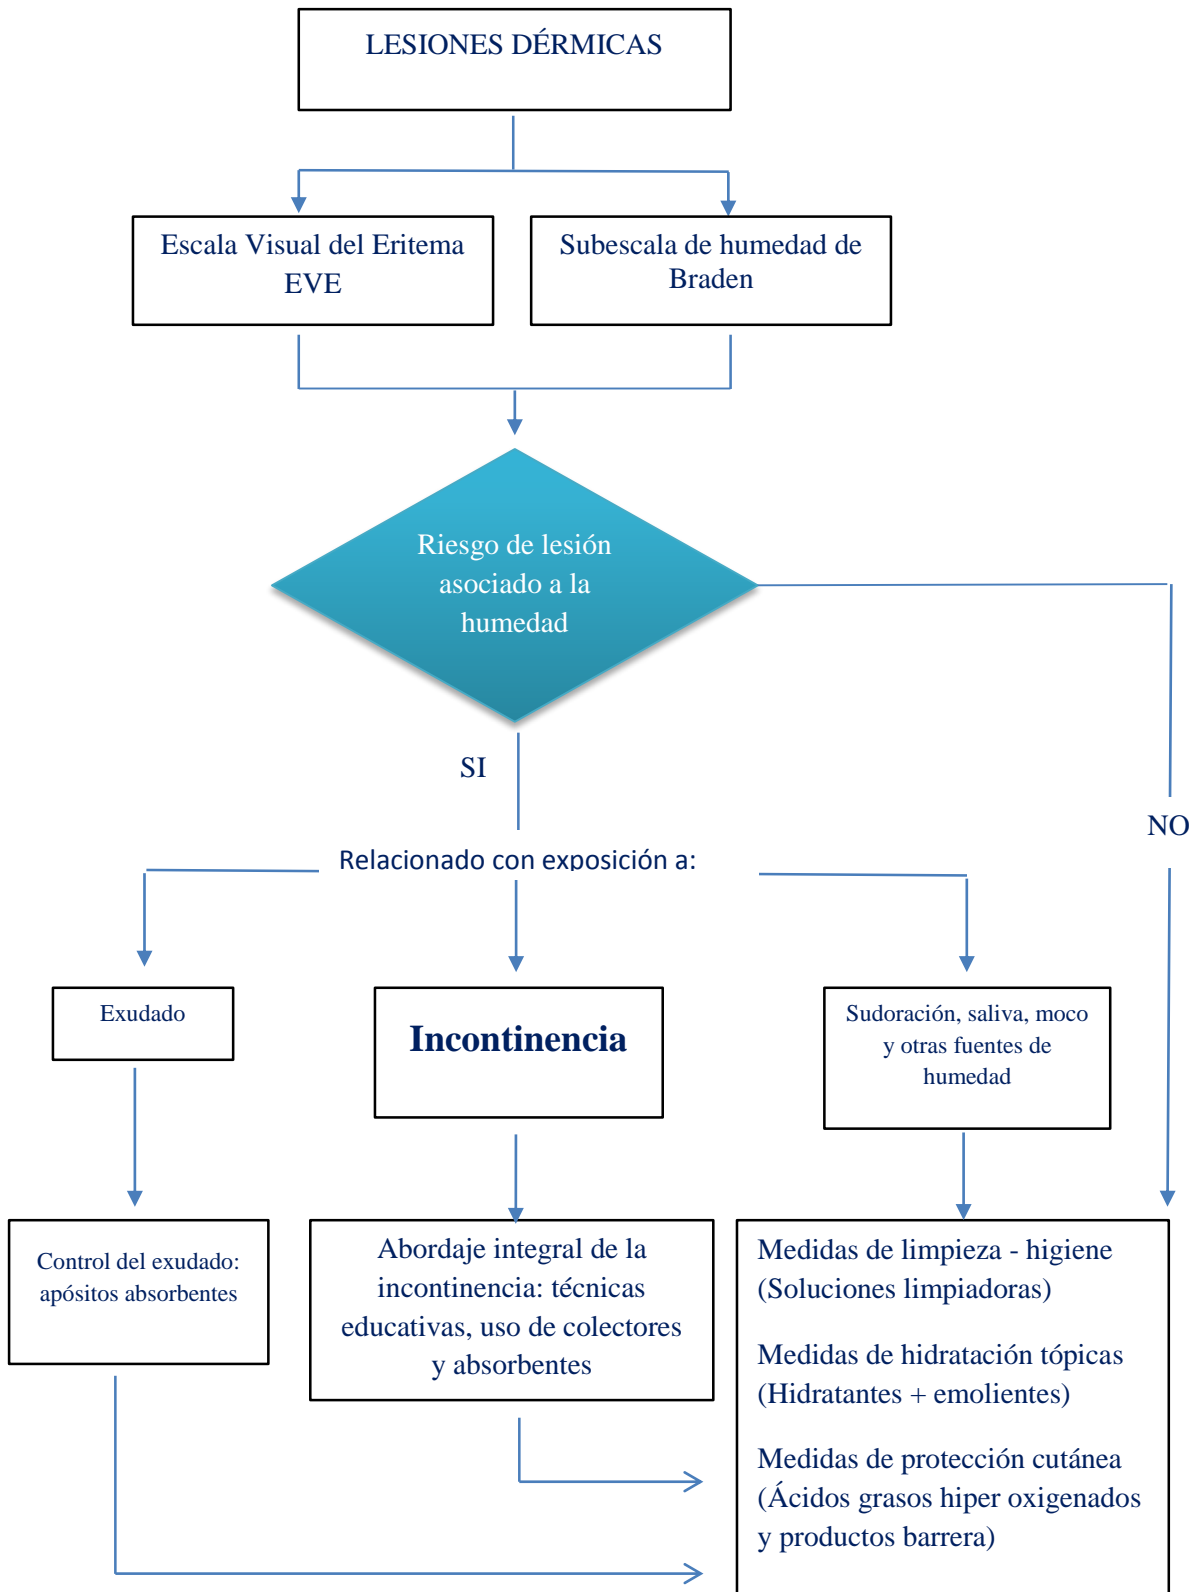 LESIONES DÉRMICAS
Escala Visual del Eritema
EVE
Subescala de humedad de
Braden
Riesgo de lesión
asociado a la
humedad
SI
NO
Relacionado con exposición a:
Exudado
Incontinencia
Sudoración, saliva, moco
y otras fuentes de
humedad
Control del exudado:
apósitos absorbentes
Abordaje integral de la
incontinencia: técnicas
educativas, uso de colectores
y absorbentes
Medidas de limpieza - higiene
(Soluciones limpiadoras)
Medidas de hidratación tópicas
(Hidratantes + emolientes)
Medidas de protección cutánea
(Ácidos grasos hiper oxigenados
y productos barrera)